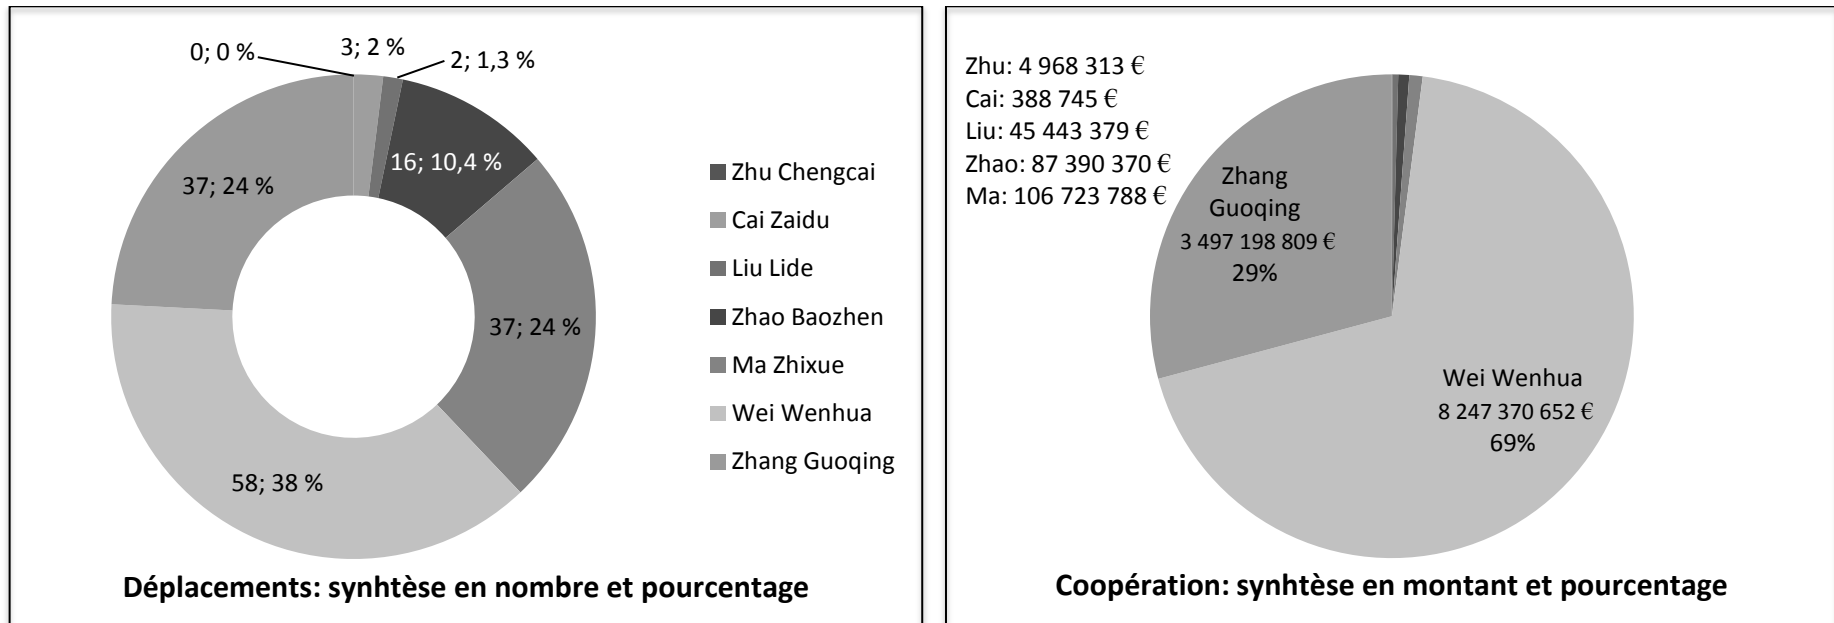 0; 0 %
3; 2 %
2; 1,3 %
16; 10,4 %
37; 24 %
37; 24 %
58; 38 %
Zhu Chengcai
Cai Zaidu
Liu Lide
Zhao Baozhen
Ma Zhixue
Wei Wenhua
Zhang Guoqing
Déplacements: synhtèse en nombre et pourcentage
Zhu: 4 968 313 €
Cai: 388 745 €
Liu: 45 443 379 €
Zhao: 87 390 370 €
Ma: 106 723 788 €
Zhang
Guoqing
3 497 198 809 €
29%
Wei Wenhua
8 247 370 652 €
69%
Coopération: synhtèse en montant et pourcentage